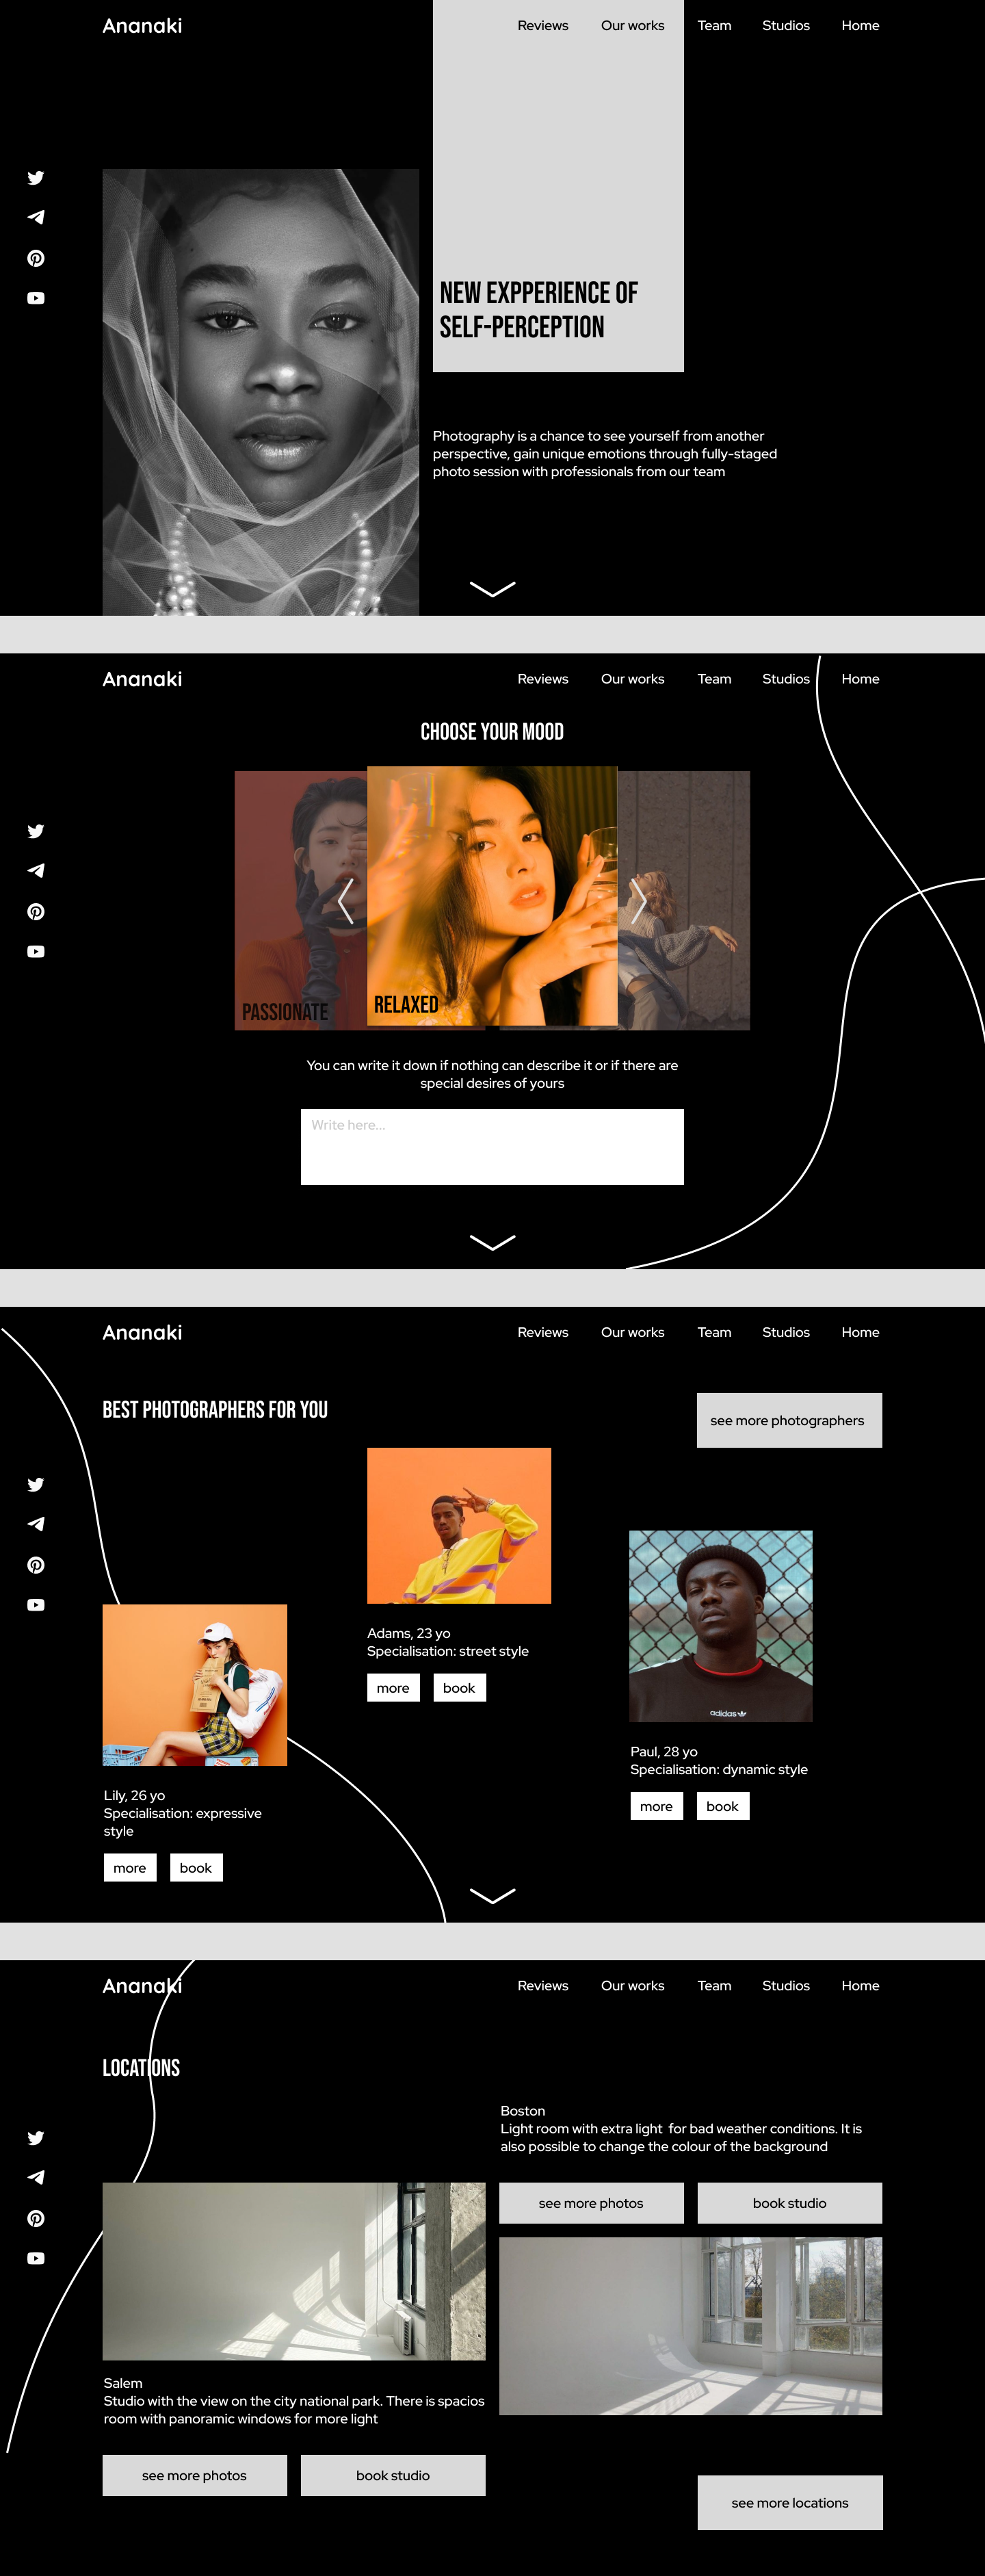 Ananaki
Reviews
Our works
Team
Studios
Home
NEW EXPPERIENCE OF
SELF-PERCEPTION
Photography is a chance to see yourself from another
perspective, gain unique emotions through fully-staged
photo session with professionals from our team
Ananaki
Reviews
Our works
Team
Studios
Home
CHOOSE YOUR MOOD
PASSIONATE
RELAXED
You can write it down if nothing can describe it or if there are
special desires of yours
Write here...
Ananaki
Reviews
Our works
Team
Studios
Home
BEST PHOTOGRAPHERS FOR YOU
see more photographers
Adams, 23 yo
Specialisation: street style
more
book
adidas
Paul, 28 yo
Specialisation: dynamic style
more
book
Lily, 26 yo
Specialisation: expressive
style
more
book
Ananaki
Reviews
Our works
Team
Studios
Home
LOCATIONS
Boston
Light room with extra light  for bad weather conditions. It is
also possible to change the colour of the background
see more photos
book studio
Salem
Studio with the view on the city national park. There is spacios
room with panoramic windows for more light
see more photos
book studio
see more locations